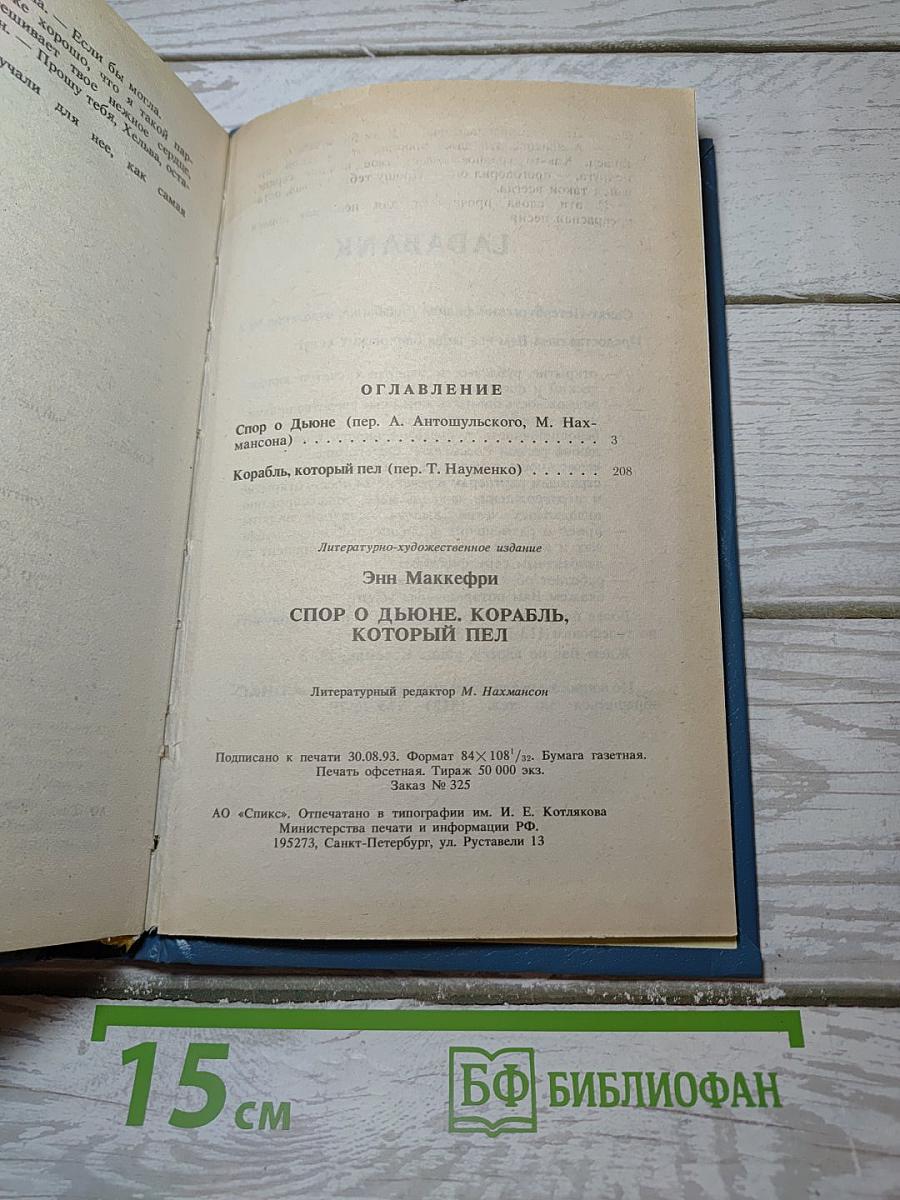 Если бы могла.
хорошо, что я такой пар-
твое нежное сердце,
— Прошу тебя, Хельва, оста-
для нее, как самая
ОГЛАВЛЕНИЕ
Спор о Дьюне (пер. А. Антошульского, М. Нах-
мансона) . . . . . . . . . . . . . . . . . . . . . . . . . 3
Корабль, который пел (пер. Т. Науменко) . . . . . . 208
Литературно-художественное издание
Энн Маккефри
СПОР О ДЬЮНЕ. КОРАБЛЬ,
КОТОРЫЙ ПЕЛ
Литературный редактор М. Нахмансон
Подписано к печати 30.08.93. Формат 84×108¹/₃₂. Бумага газетная.
Печать офсетная. Тираж 50 000 экз.
Заказ № 325
АО «Спикс». Отпечатано в типографии им. И. Е. Котлякова
Министерства печати и информации РФ.
195273, Санкт-Петербург, ул. Руставели 13
15 см
БФ БИБЛИОФАН